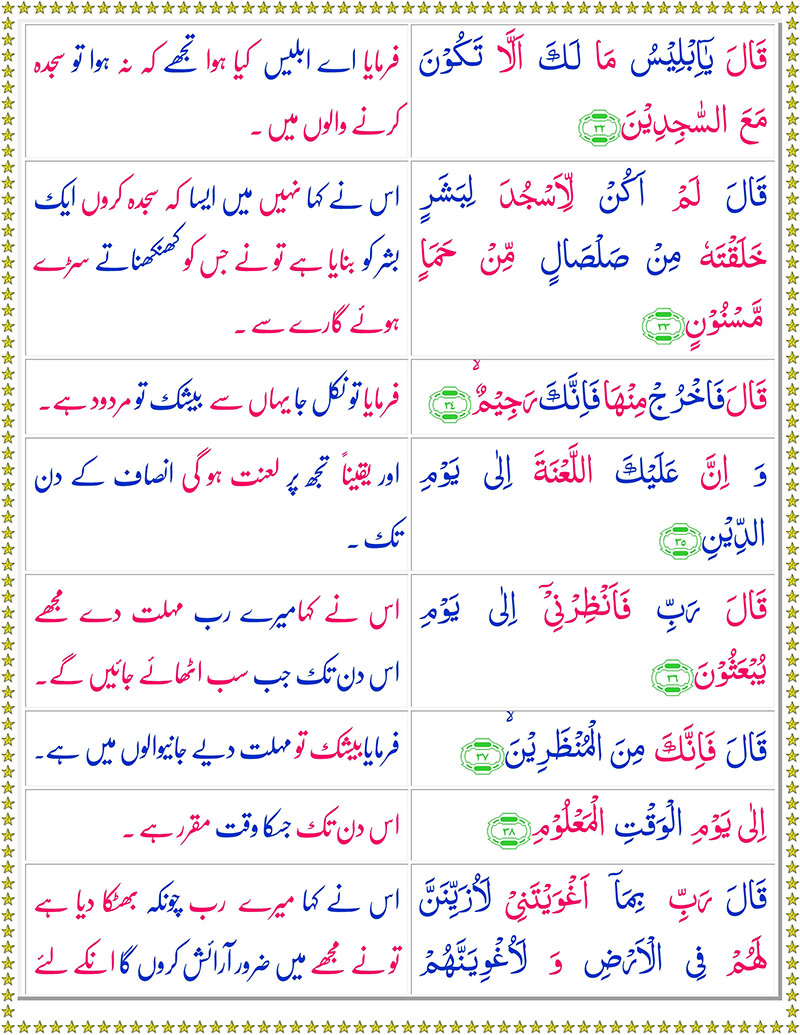 قَالَ يٰۤاِبْلِيْسُ مَا لَكَ اَلَّا تَكُوْنَ
مَعَ السّٰجِدِيْنَ ﴿۳۲﴾
فرمایا اے ابلیس کیا ہوا تجھے کہ نہ ہوا تو سجدہ
کرنے والوں میں ۔
قَالَ لَمْ اَكُنْ لِّاَسْجُدَ لِبَشَرٍ
خَلَقْتَهٗ مِنْ صَلْصَالٍ مِّنْ حَمَاٍ
مَّسْنُوْنٍ ﴿۳۳﴾
اس نے کہا نہیں میں ایسا کہ سجدہ کروں ایک
بشر کو بنایا ہے تو نے جس کو کھنکھناتے سڑے
ہوئے گارے سے ۔
قَالَ فَاخْرُجْ مِنْهَا فَاِنَّكَ رَجِيْمٌ ۙ ﴿۳۴﴾
فرمایا تو نکل جا یہاں سے بیشک تو مردود ہے ۔
وَ اِنَّ عَلَيْكَ اللَّعْنَةَ اِلٰى يَوْمِ
الدِّيْنِ ﴿۳۵﴾
اور یقیناً تجھ پر لعنت ہو گی انصاف کے دن
تک ۔
قَالَ رَبِّ فَاَنْظِرْنِيْۤ اِلٰى يَوْمِ
يُبْعَثُوْنَ ﴿۳۶﴾
اس نے کہا میرے رب مہلت دے مجھے
اس دن تک جب سب اٹھائے جائیں گے ۔
قَالَ فَاِنَّكَ مِنَ الْمُنْظَرِيْنَ ۙ ﴿۳۷﴾
فرمایا بیشک تو مہلت دیے جانیوالوں میں ہے ۔
اِلٰى يَوْمِ الْوَقْتِ الْمَعْلُوْمِ ﴿۳۸﴾
اس دن تک جسکا وقت مقرر ہے ۔
قَالَ رَبِّ بِمَاۤ اَغْوَيْتَنِيْ لَاُزَيِّنَنَّ
لَهُمْ فِي الْاَرْضِ وَ لَاُغْوِيَنَّهُمْ
اس نے کہا میرے رب چونکہ بھٹکا دیا ہے
تو نے مجھے میں ضرور آرائش کروں گا انکے لئے